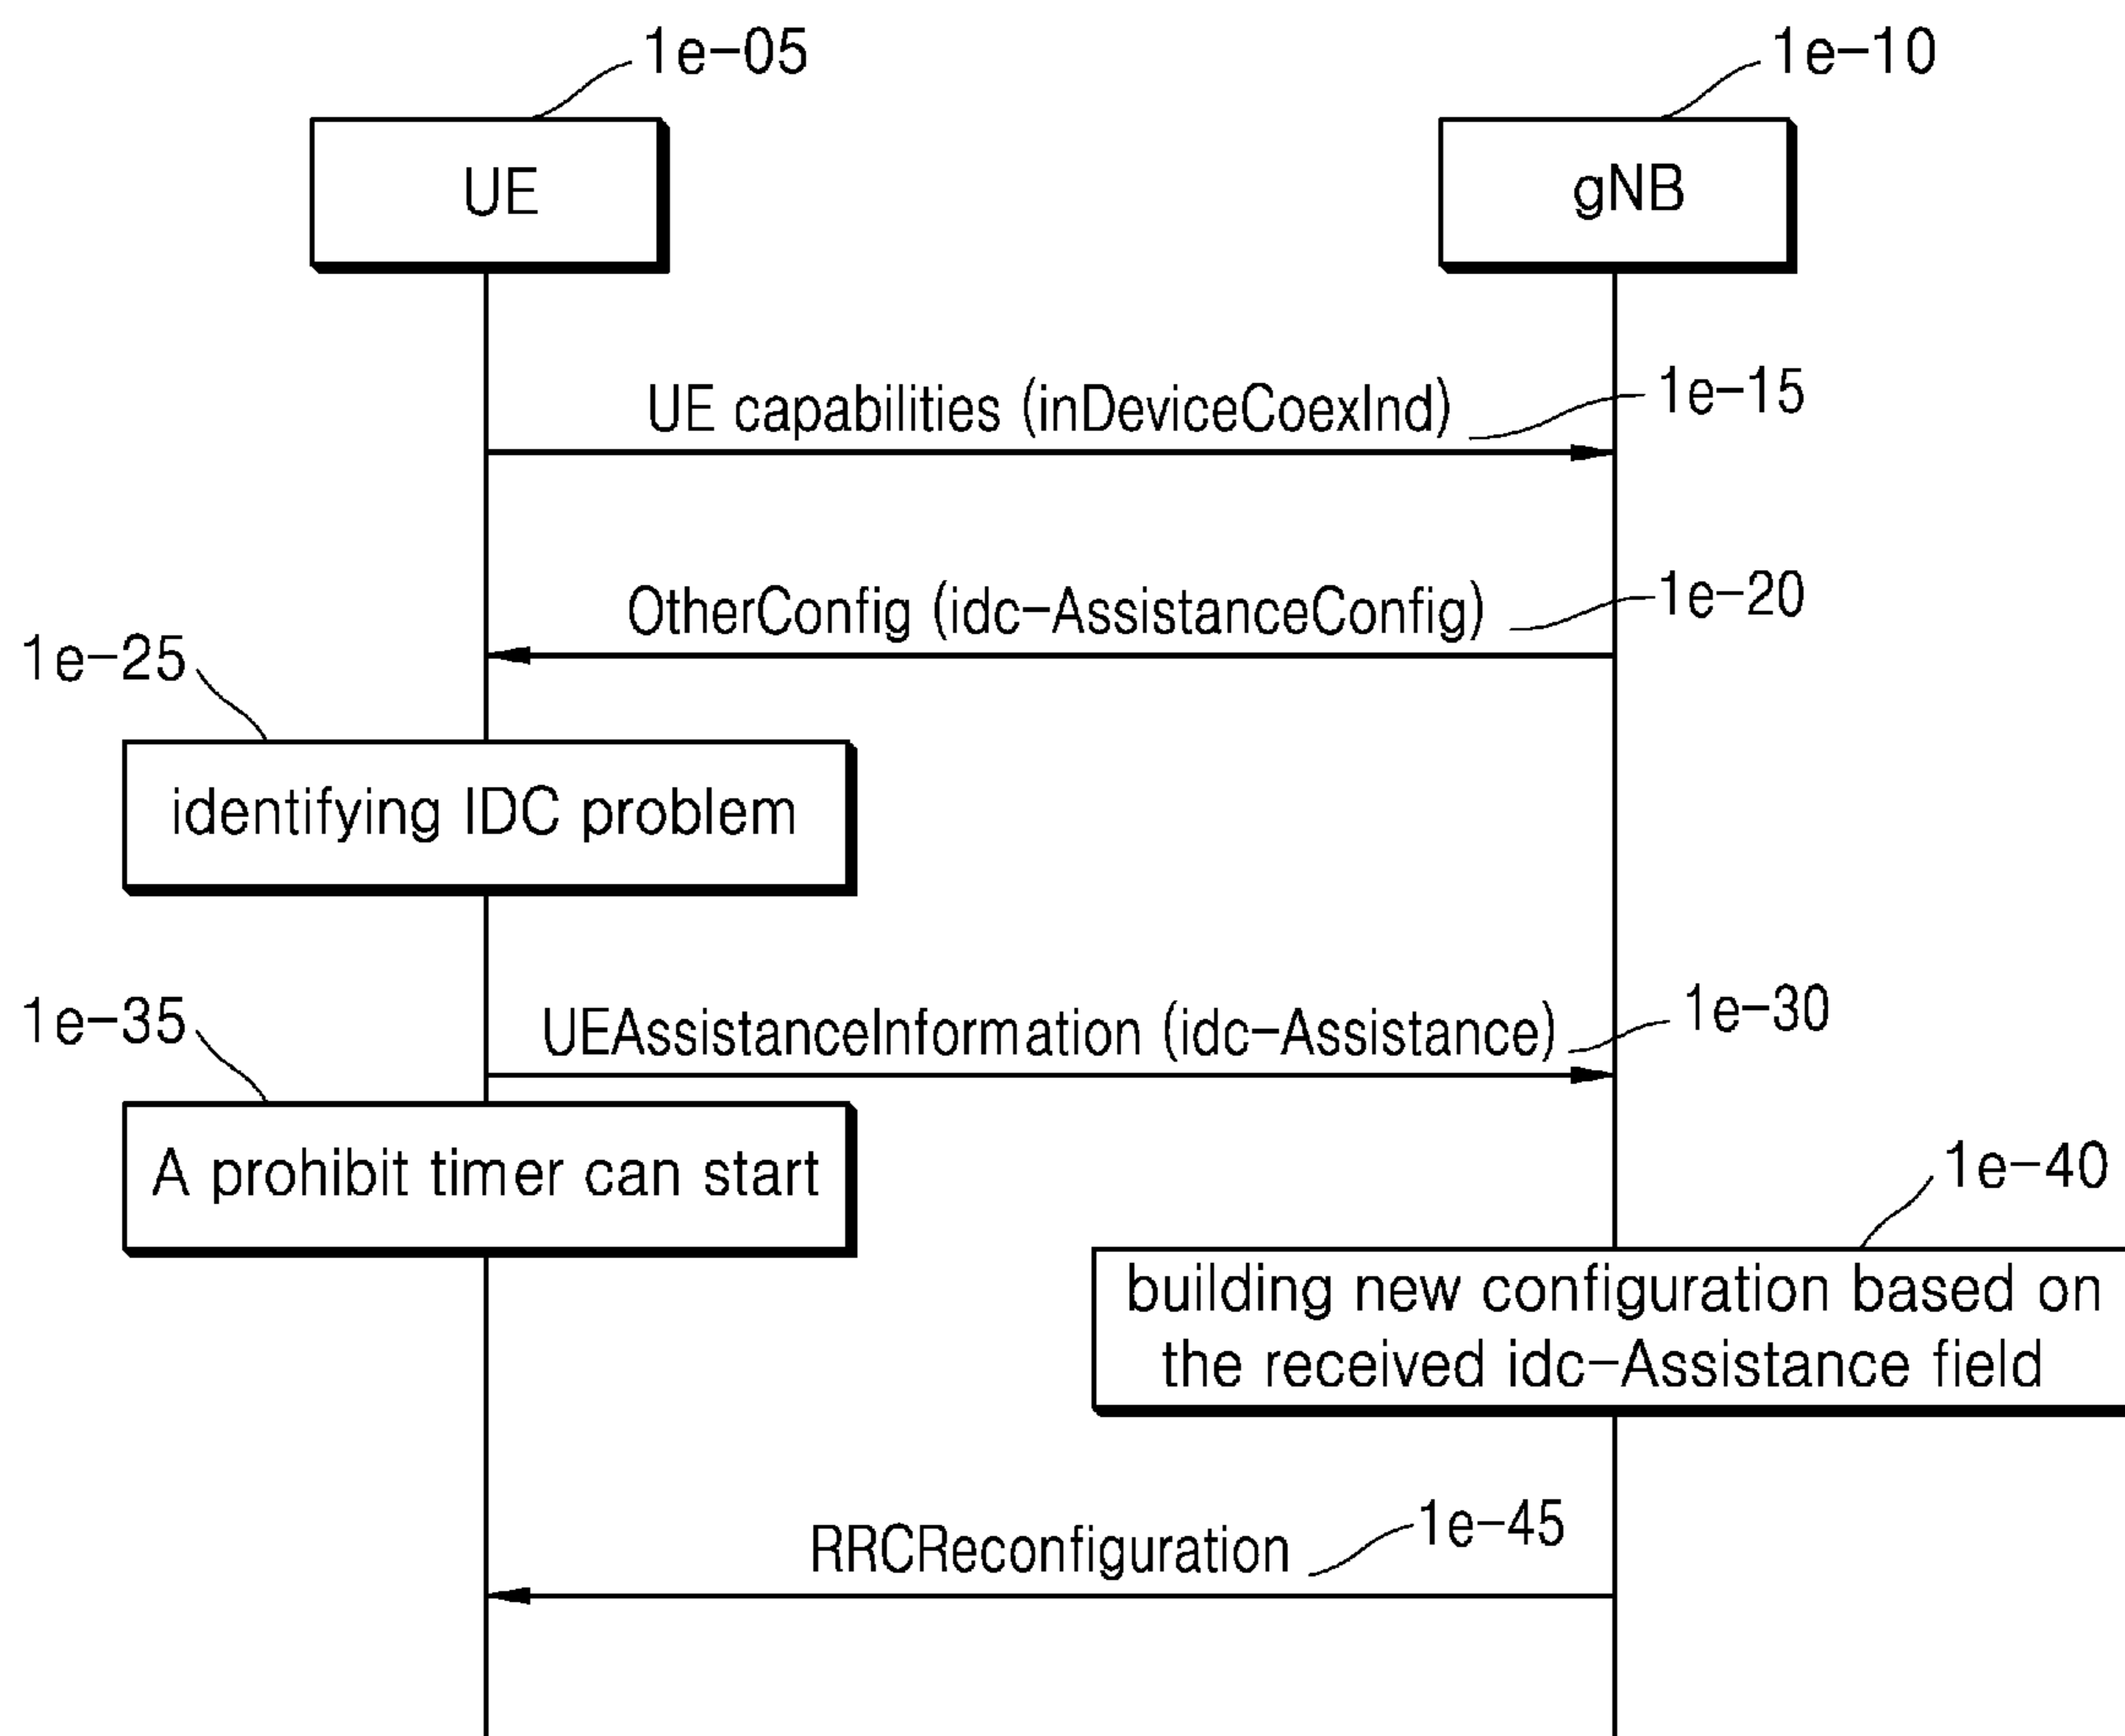 1e-05
1e-10
UE
gNB
UE capabilities (inDeviceCoexInd)
1e-15
OtherConfig (idc-AssistanceConfig)
1e-20
1e-25
identifying IDC problem
UEAssistanceInformation (idc-Assistance)
1e-30
1e-35
A prohibit timer can start
1e-40
building new configuration based on
the received idc-Assistance field
RRCReconfiguration
1e-45